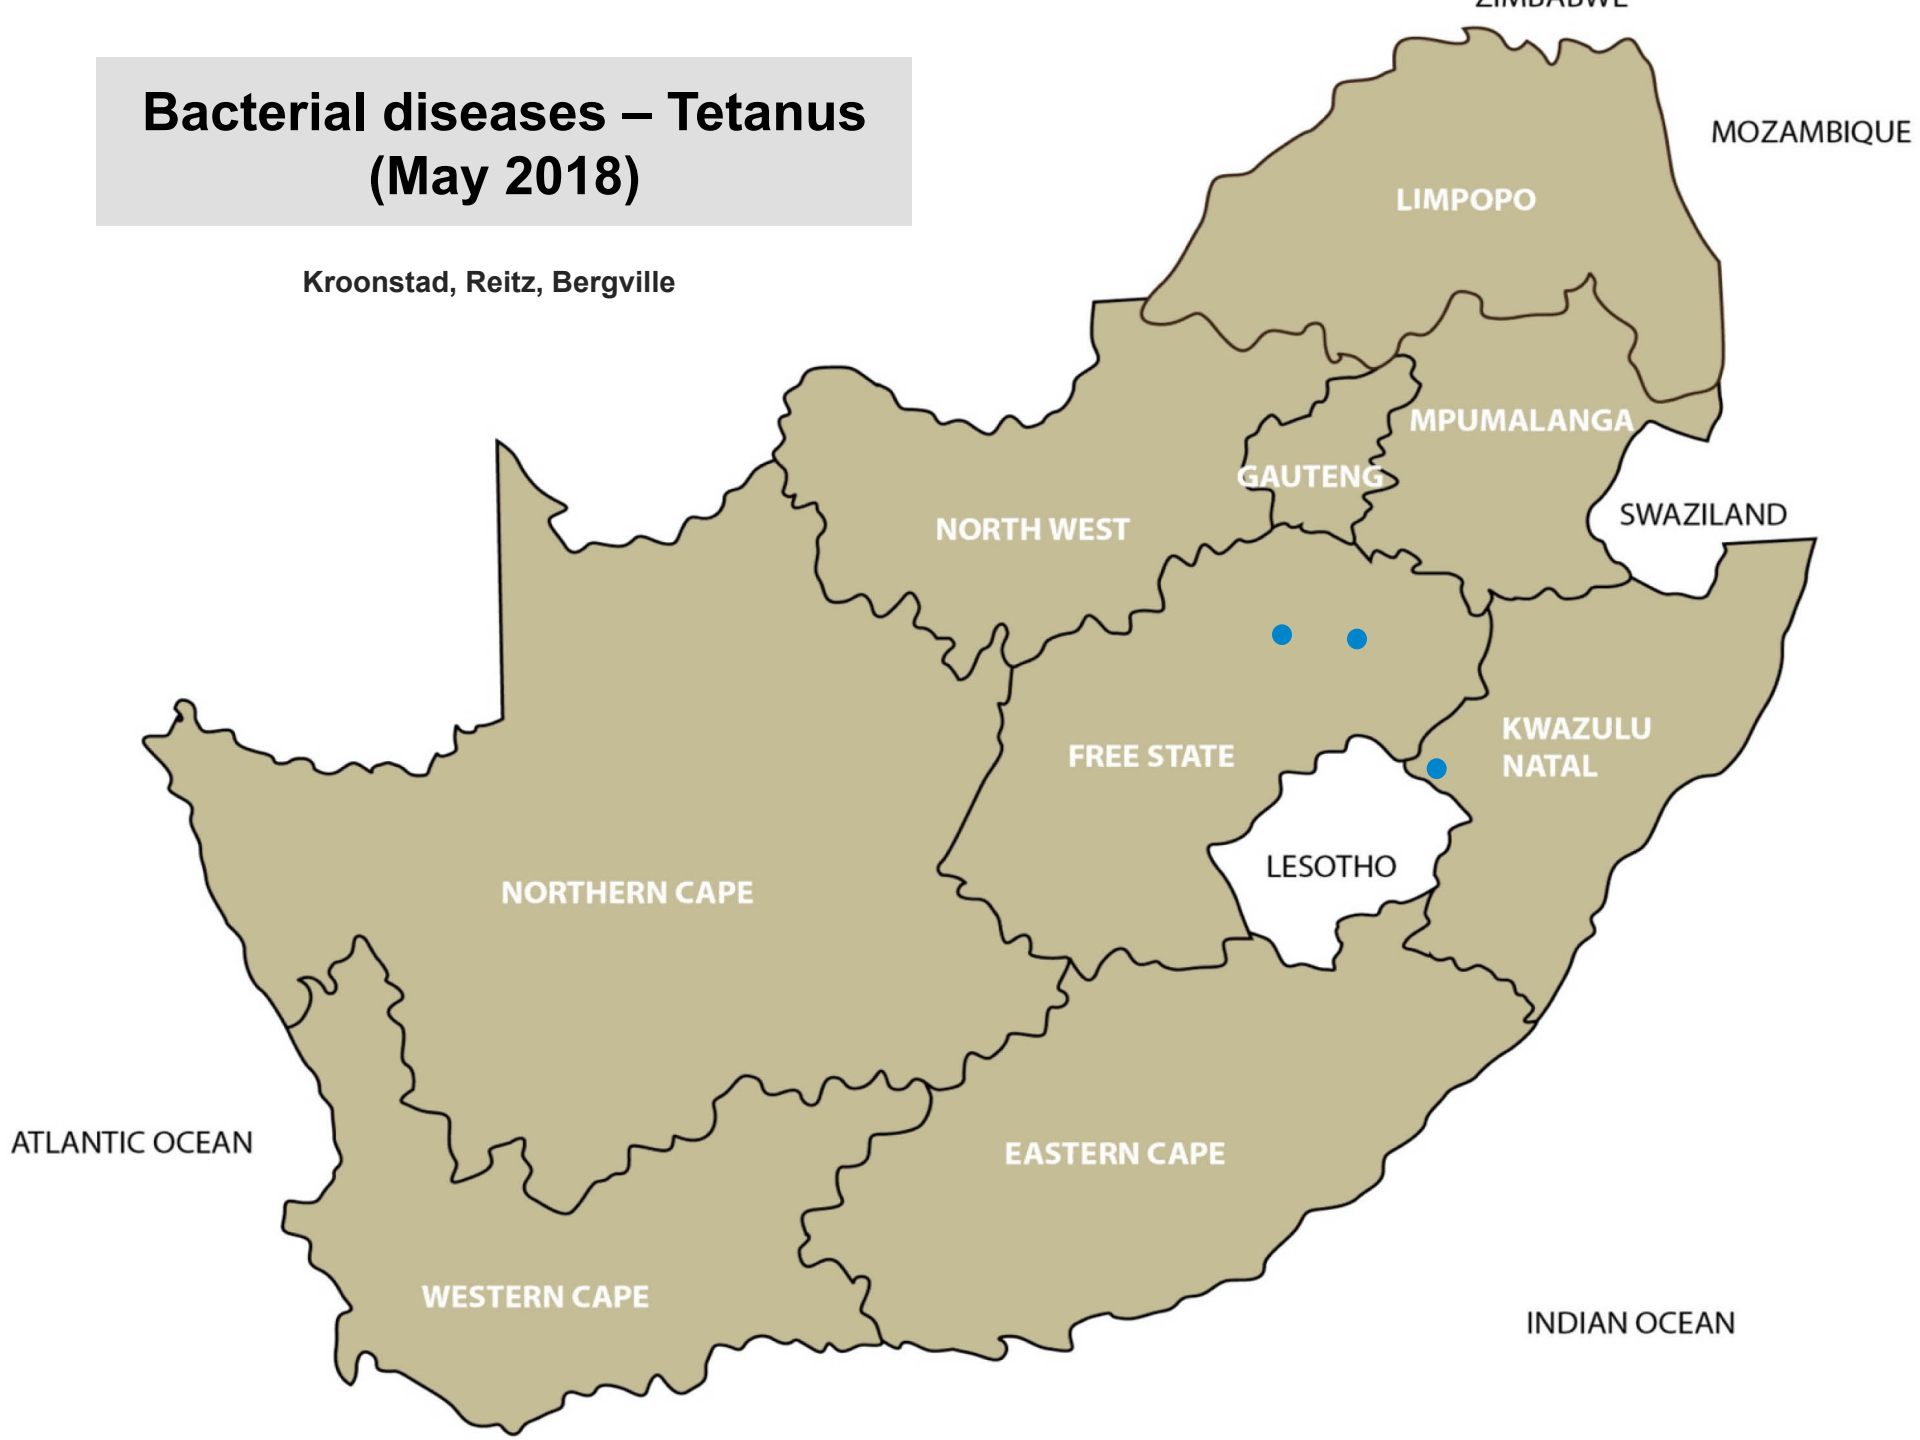 ZIMBABWE
Bacterial diseases – Tetanus
(May 2018)
MOZAMBIQUE
LIMPOPO
Kroonstad, Reitz, Bergville
MPUMALANGA
GAUTENG
SWAZILAND
NORTH WEST
KWAZULU
NATAL
FREE STATE
LESOTHO
NORTHERN CAPE
ATLANTIC OCEAN
EASTERN CAPE
WESTERN CAPE
INDIAN OCEAN